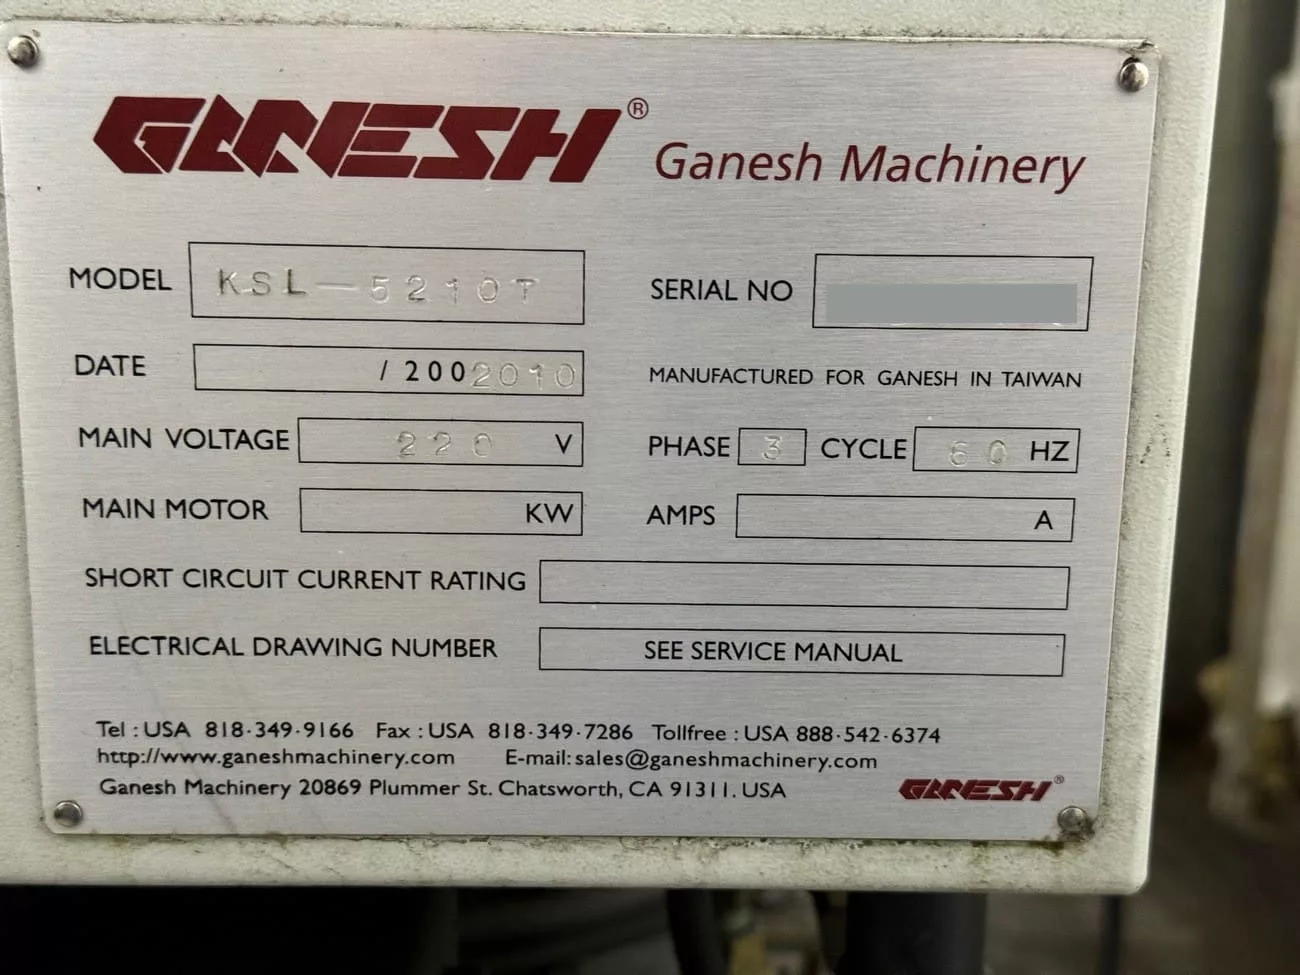 GANESH® Ganesh Machinery
MODEL KSL-5210T SERIAL NO
DATE /2002010 MANUFACTURED FOR GANESH IN TAIWAN
MAIN VOLTAGE 220 V PHASE 3 CYCLE 60 HZ
MAIN MOTOR KW AMPS A
SHORT CIRCUIT CURRENT RATING
ELECTRICAL DRAWING NUMBER SEE SERVICE MANUAL
Tel : USA 818-349-9166 Fax : USA 818-349-7286 Tollfree : USA 888-542-6374
http://www.ganeshmachinery.com E-mail: sales@ganeshmachinery.com
Ganesh Machinery 20869 Plummer St. Chatsworth, CA 91311. USA GANESH®